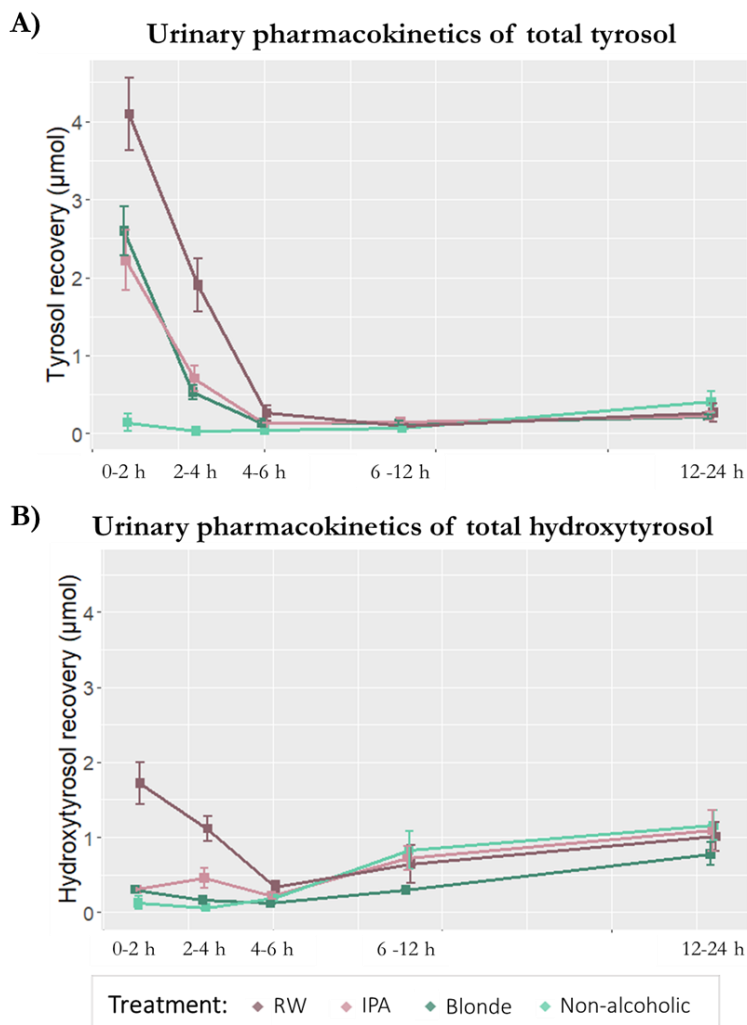 A)
Urinary pharmacokinetics of total tyrosol
Tyrosol recovery (µmol)
4
3
2
1
0
0-2 h 2-4 h 4-6 h 6 -12 h 12-24 h
B)
Urinary pharmacokinetics of total hydroxytyrosol
Hydroxytyrosol recovery (µmol)
4
3
2
1
0
0-2 h 2-4 h 4-6 h 6 -12 h 12-24 h
Treatment: RW IPA Blonde Non-alcoholic